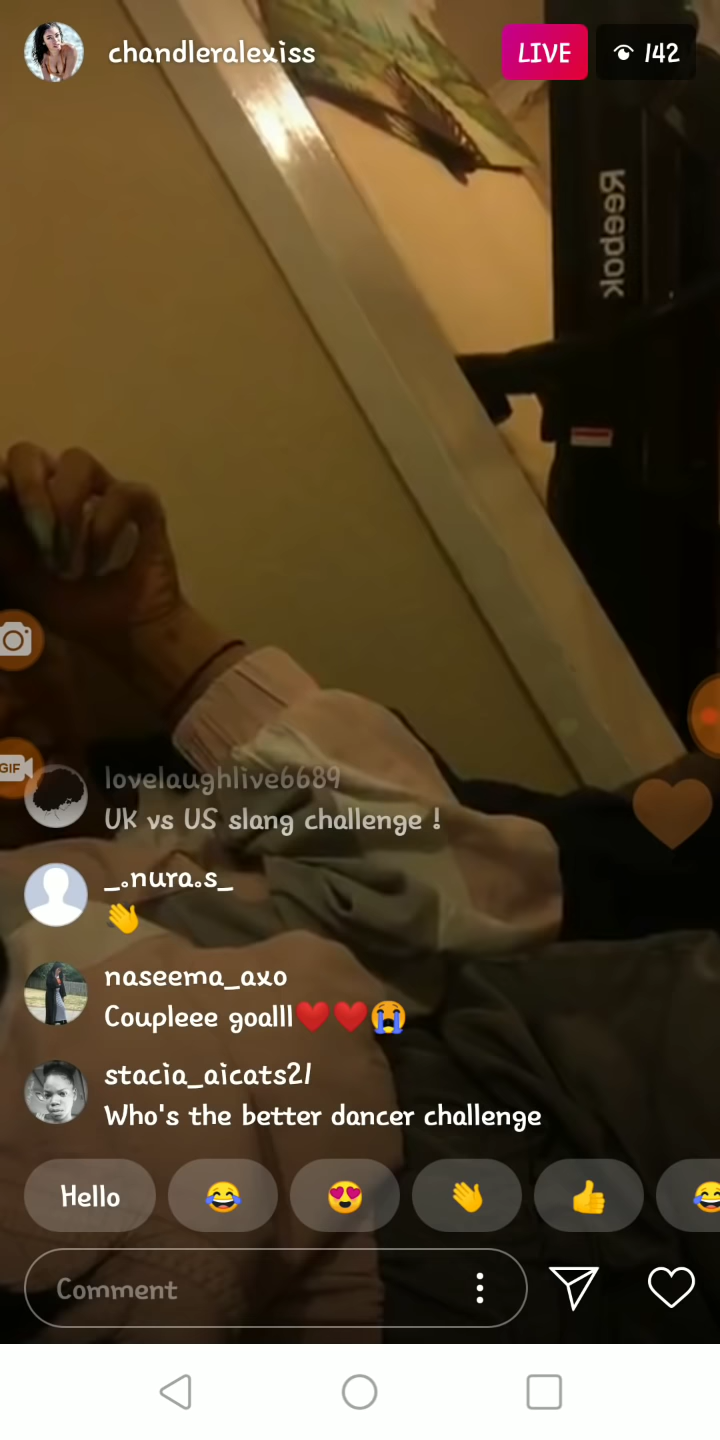 chandleralexiss
LIVE
142
Reebok
GIF
lovelaughlive6689
UK vs US slang challenge !
_.nura.s_
👋
naseema_axo
Coupleee goalll❤️❤️😭
stacia_aicats21
Who's the better dancer challenge
Hello 😂 😍 👋 👍 😂
Comment